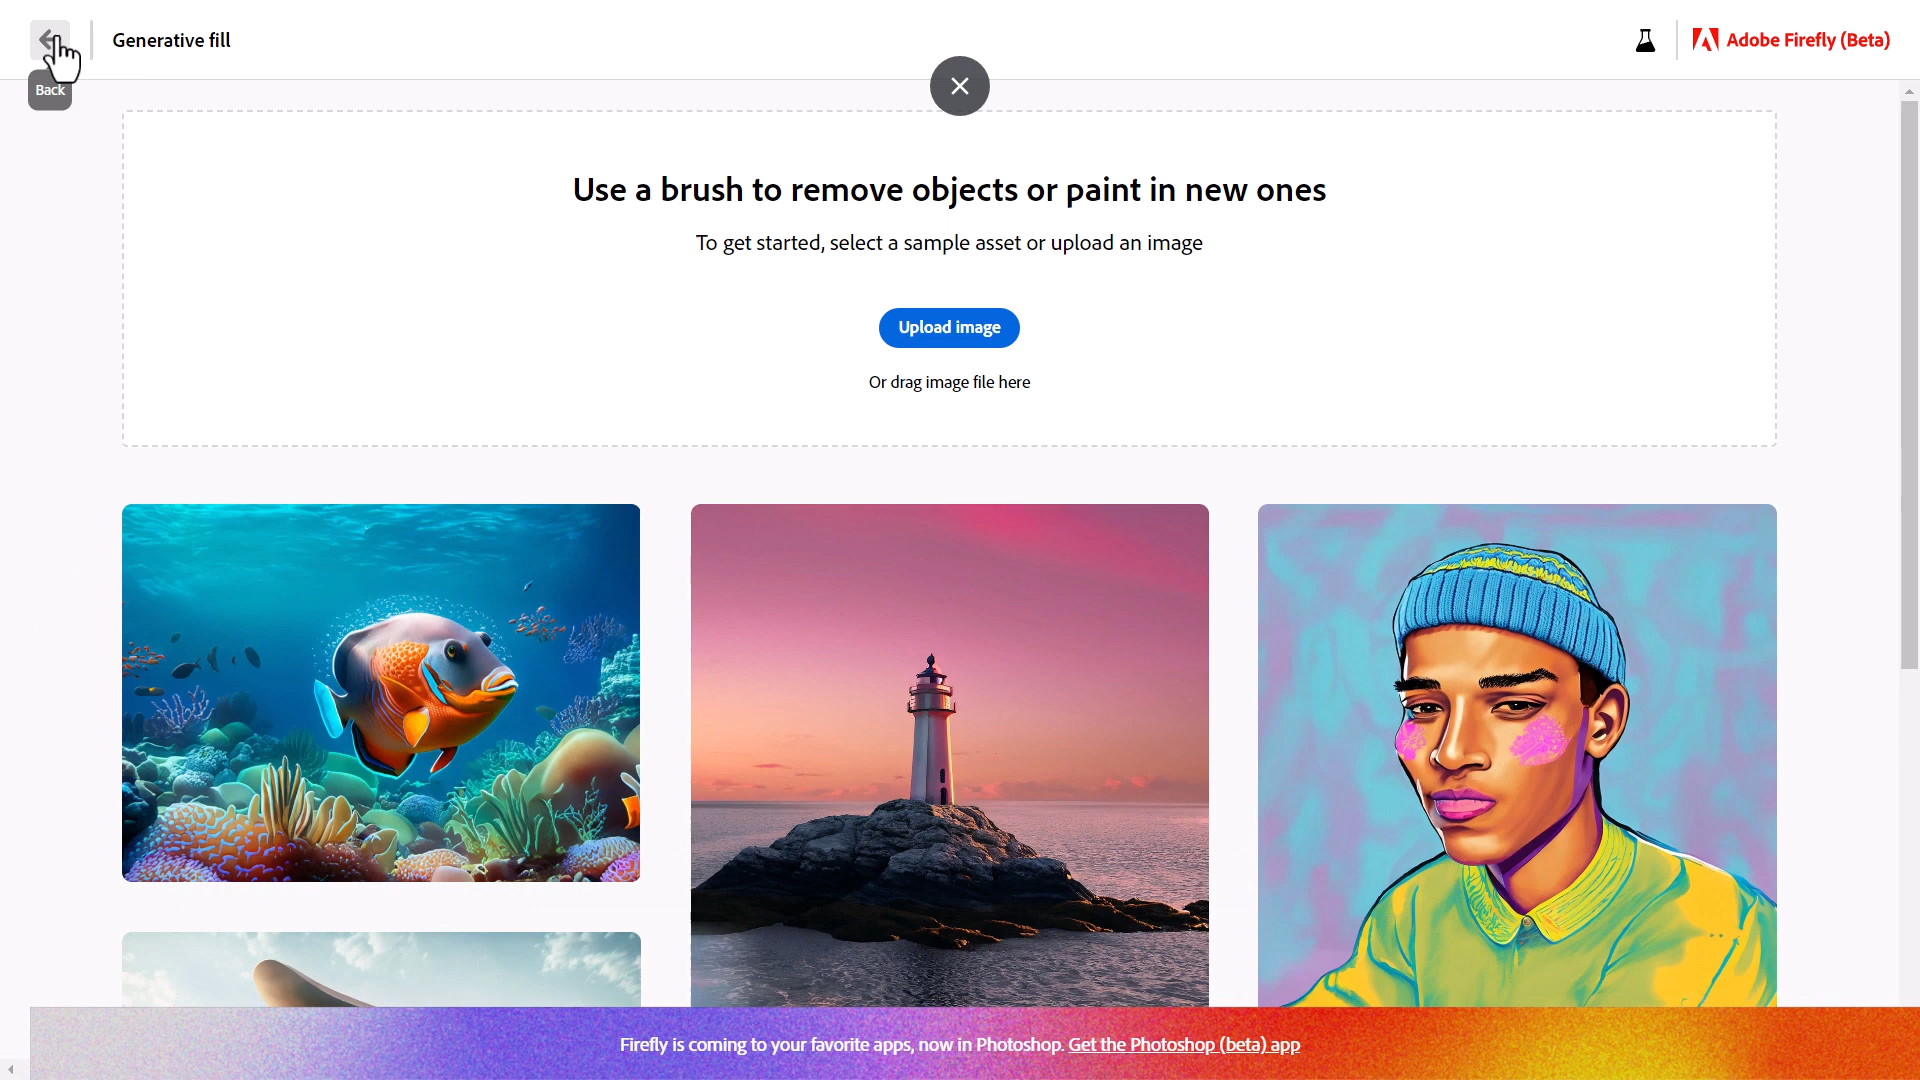 Generative fill
Adobe Firefly (Beta)
Back
Use a brush to remove objects or paint in new ones
To get started, select a sample asset or upload an image
Upload image
Or drag image file here
Firefly is coming to your favorite apps, now in Photoshop. Get the Photoshop (beta) app